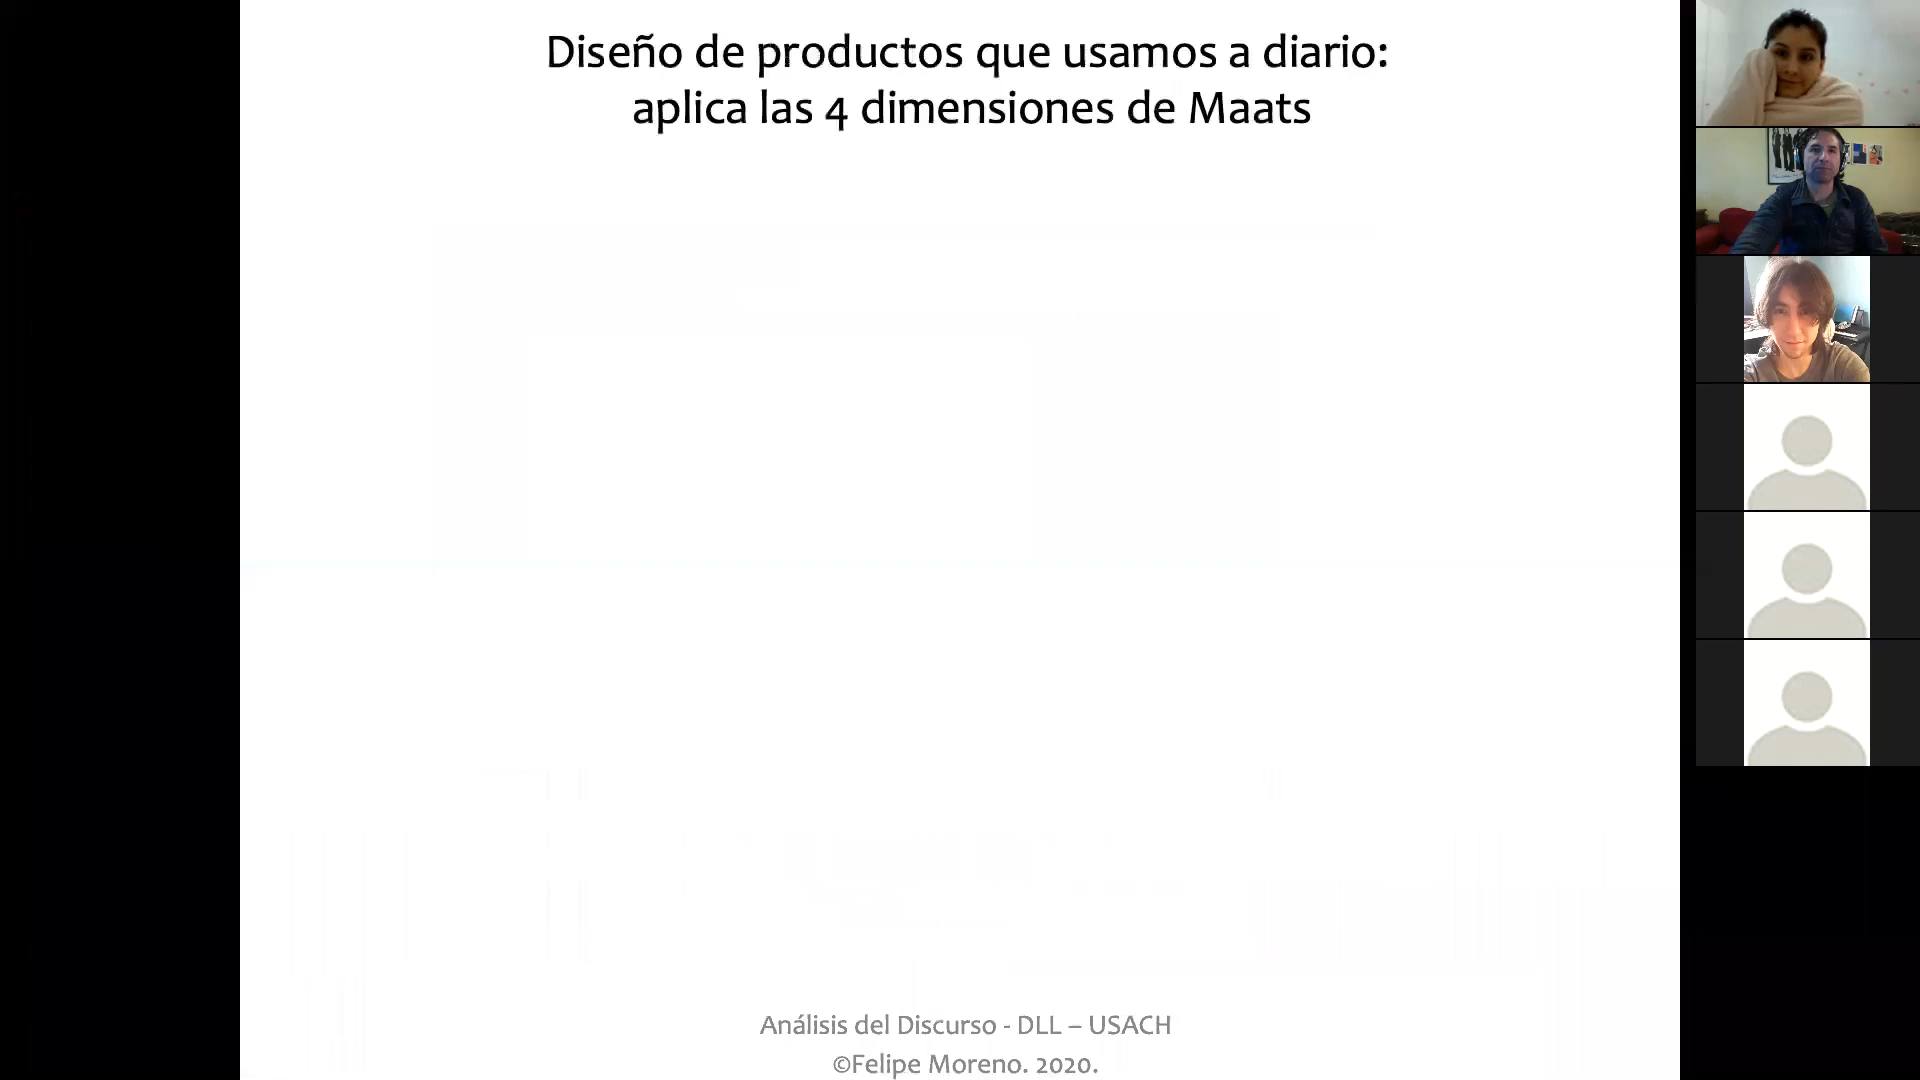 Diseño de productos que usamos a diario:
aplica las 4 dimensiones de Maats
Análisis del Discurso - DLL – USACH
©Felipe Moreno. 2020.